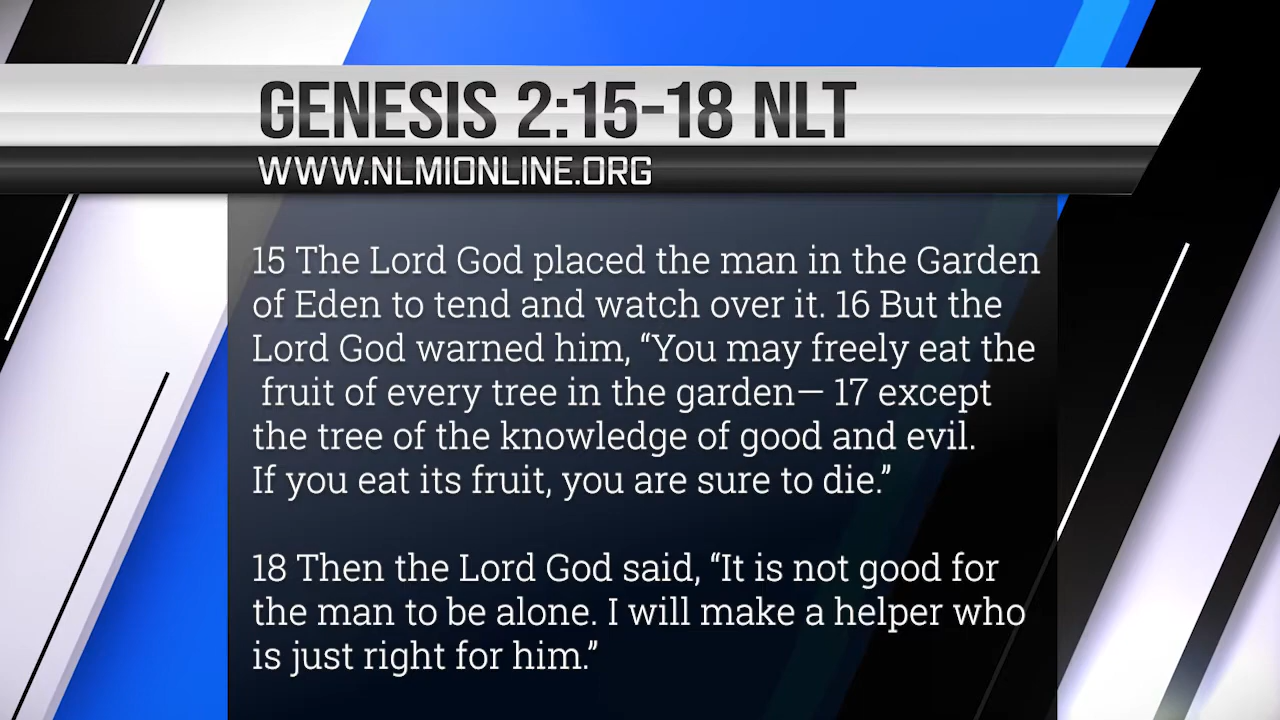 GENESIS 2:15-18 NLT
WWW.NLMIONLINE.ORG
15 The Lord God placed the man in the Garden
of Eden to tend and watch over it. 16 But the
Lord God warned him, “You may freely eat the
fruit of every tree in the garden— 17 except
the tree of the knowledge of good and evil.
If you eat its fruit, you are sure to die.”
18 Then the Lord God said, “It is not good for
the man to be alone. I will make a helper who
is just right for him.”